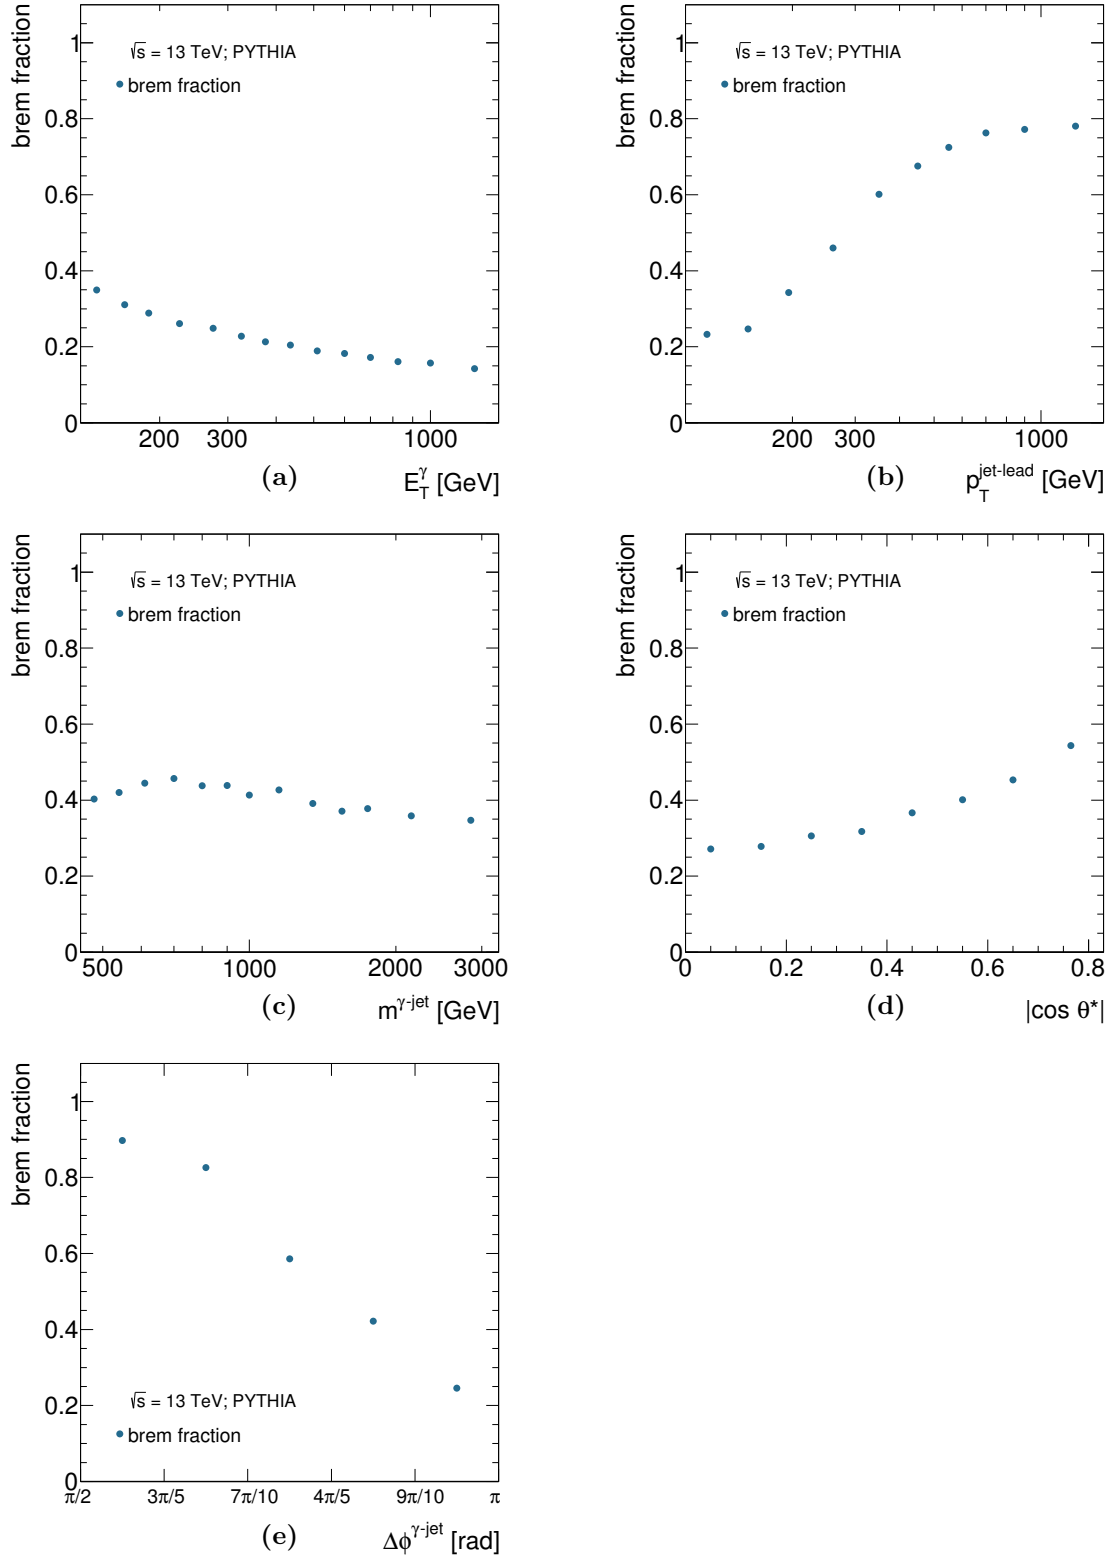 brem fraction
1
0.8
0.6
0.4
0.2
0
√s = 13 TeV; PYTHIA
brem fraction
200 300 1000
(a)
E_T^γ [GeV]
brem fraction
1
0.8
0.6
0.4
0.2
0
√s = 13 TeV; PYTHIA
brem fraction
200 300 1000
(b)
p_T^jet-lead [GeV]
brem fraction
1
0.8
0.6
0.4
0.2
0
√s = 13 TeV; PYTHIA
brem fraction
500 1000 2000 3000
(c)
m^γ-jet [GeV]
brem fraction
1
0.8
0.6
0.4
0.2
0
√s = 13 TeV; PYTHIA
brem fraction
0 0.2 0.4 0.6 0.8
(d)
|cos θ*|
brem fraction
1
0.8
0.6
0.4
0.2
0
√s = 13 TeV; PYTHIA
brem fraction
π/2 3π/5 7π/10 4π/5 9π/10 π
(e)
Δϕ^γ-jet [rad]